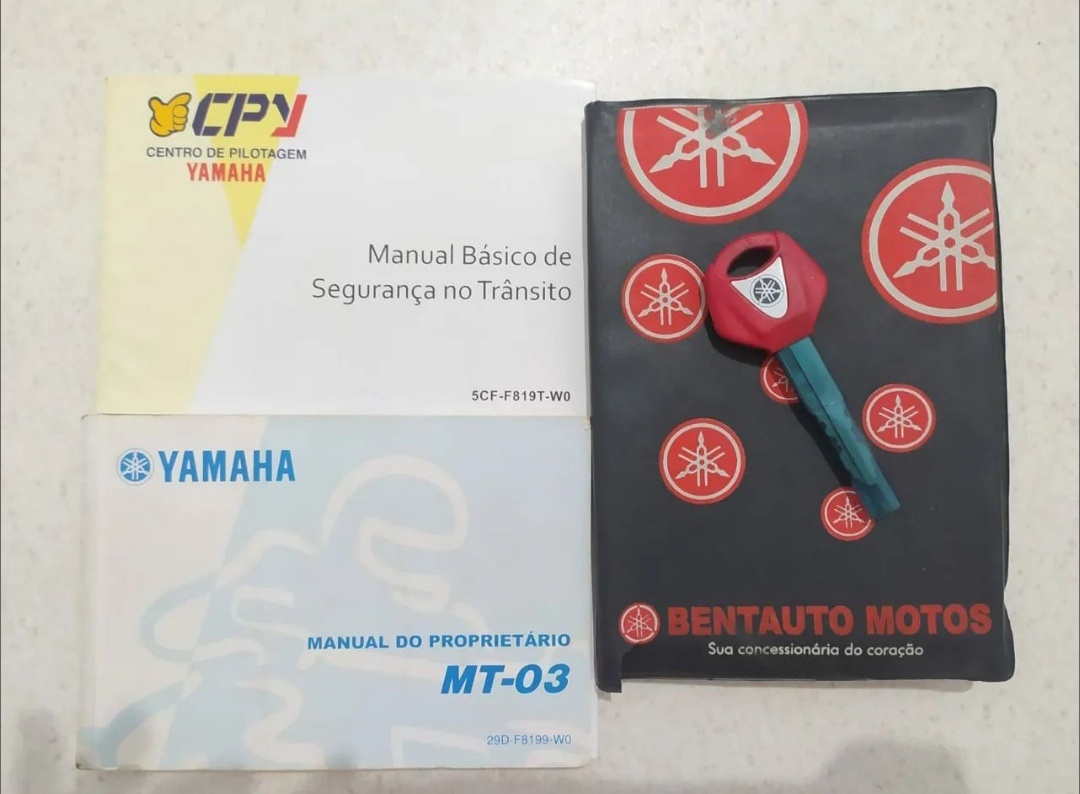 CPY
CENTRO DE PILOTAGEM
YAMAHA
Manual Básico de
Segurança no Trânsito
5CF-F819T-W0
YAMAHA
MANUAL DO PROPRIETÁRIO
MT-03
29D-F8199-W0
BENTAUTO MOTOS
Sua concessionária do coração